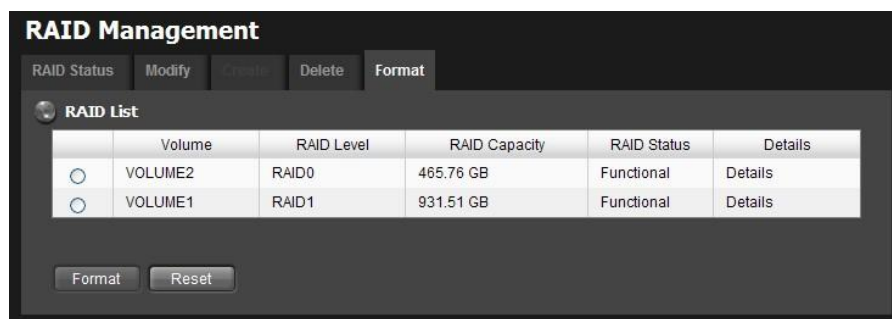 RAID Management
RAID Status Modify Create Delete Format
RAID List
Volume RAID Level RAID Capacity RAID Status Details
VOLUME2 RAID0 465.76 GB Functional Details
VOLUME1 RAID1 931.51 GB Functional Details
Format Reset